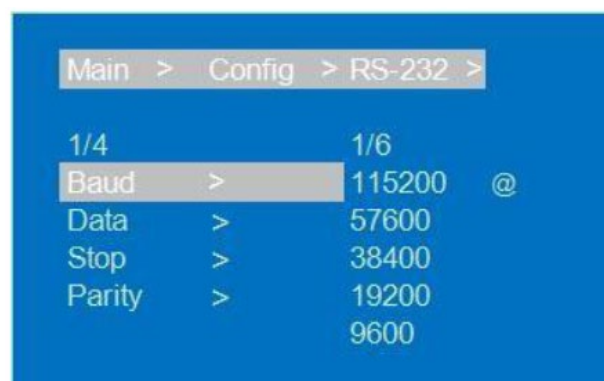 Main > Config > RS-232 >
1/4 1/6
Baud > 115200 @
Data > 57600
Stop > 38400
Parity > 19200
9600